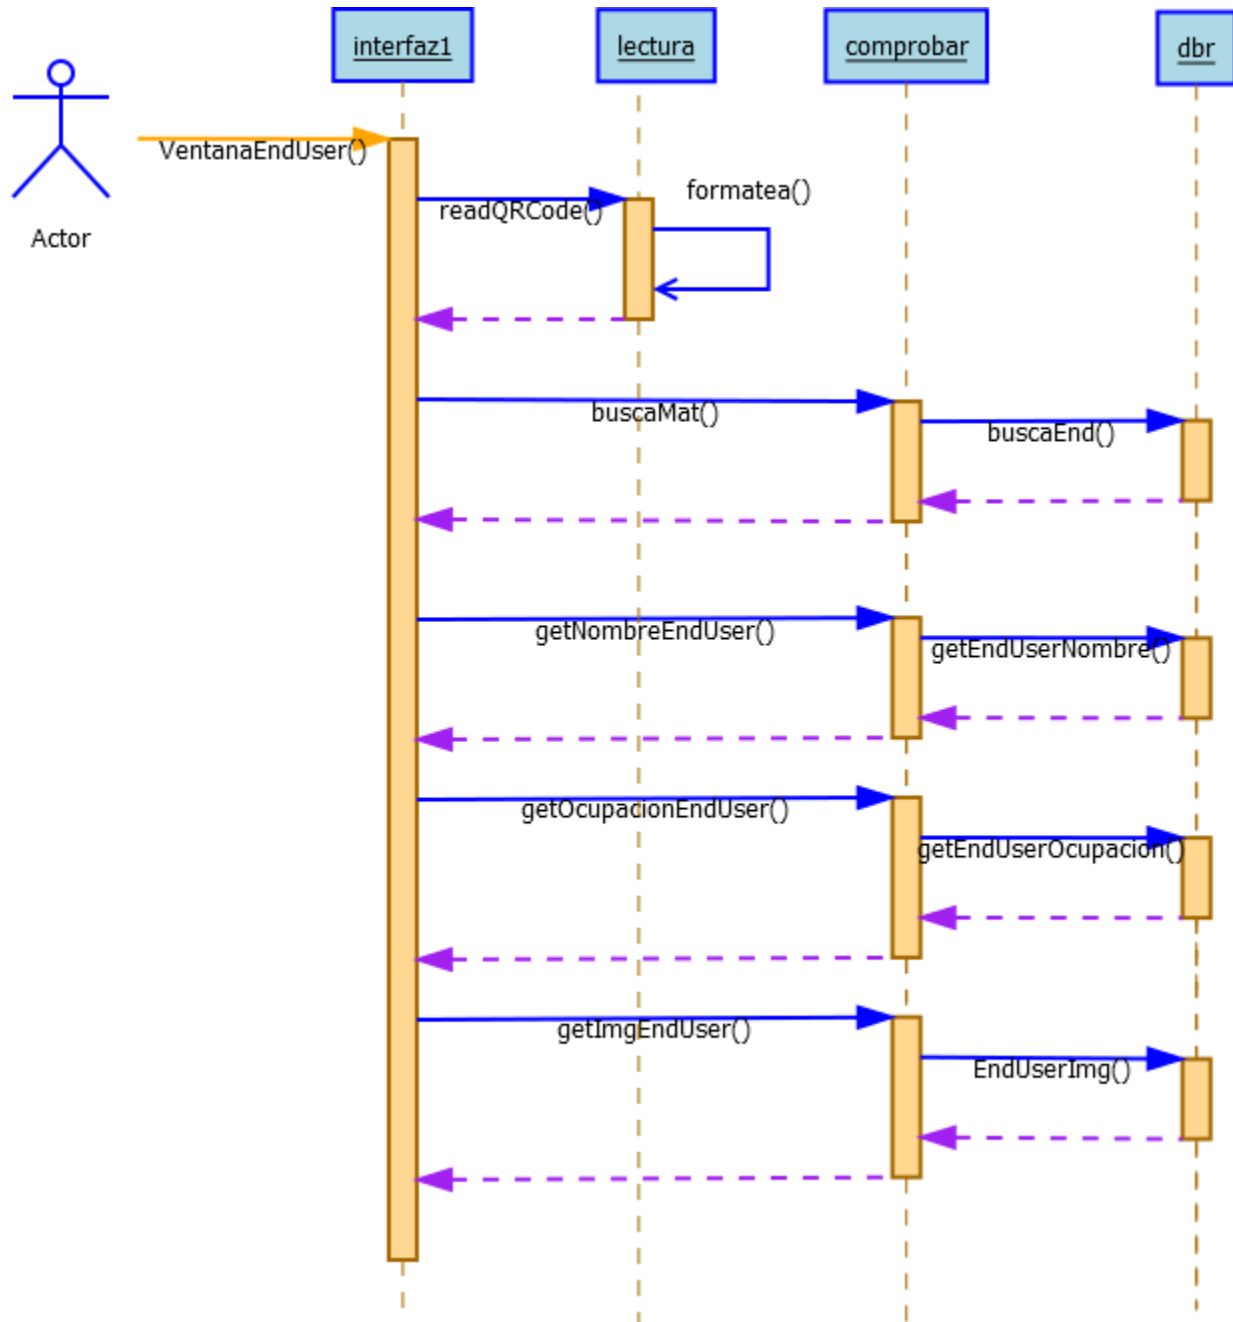 interfaz1
lectura
comprobar
dbr
Actor
VentanaEndUser()
readQRCode()
formatea()
buscaMat()
buscaEnd()
getNombreEndUser()
getEndUserNombre()
getOcupacionEndUser()
getEndUserOcupacion()
getImgEndUser()
EndUserImg()